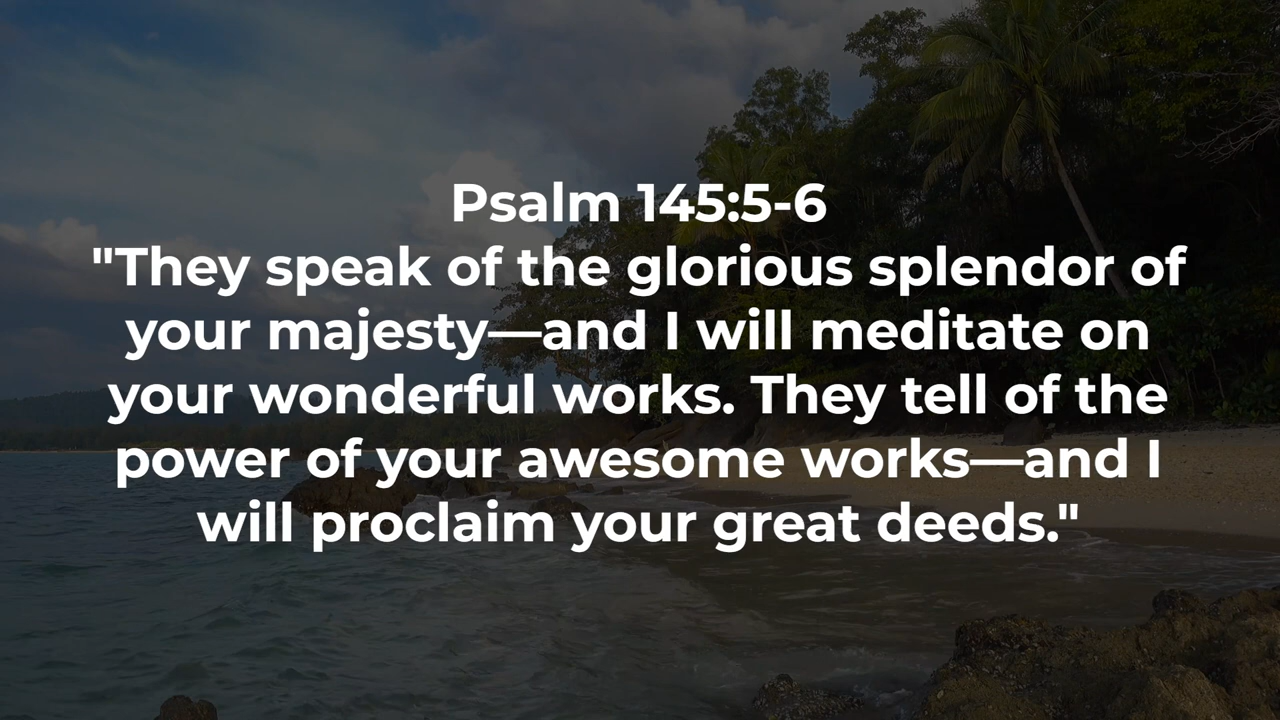 Psalm 145:5-6
"They speak of the glorious splendor of
your majesty—and I will meditate on
your wonderful works. They tell of the
power of your awesome works—and I
will proclaim your great deeds."